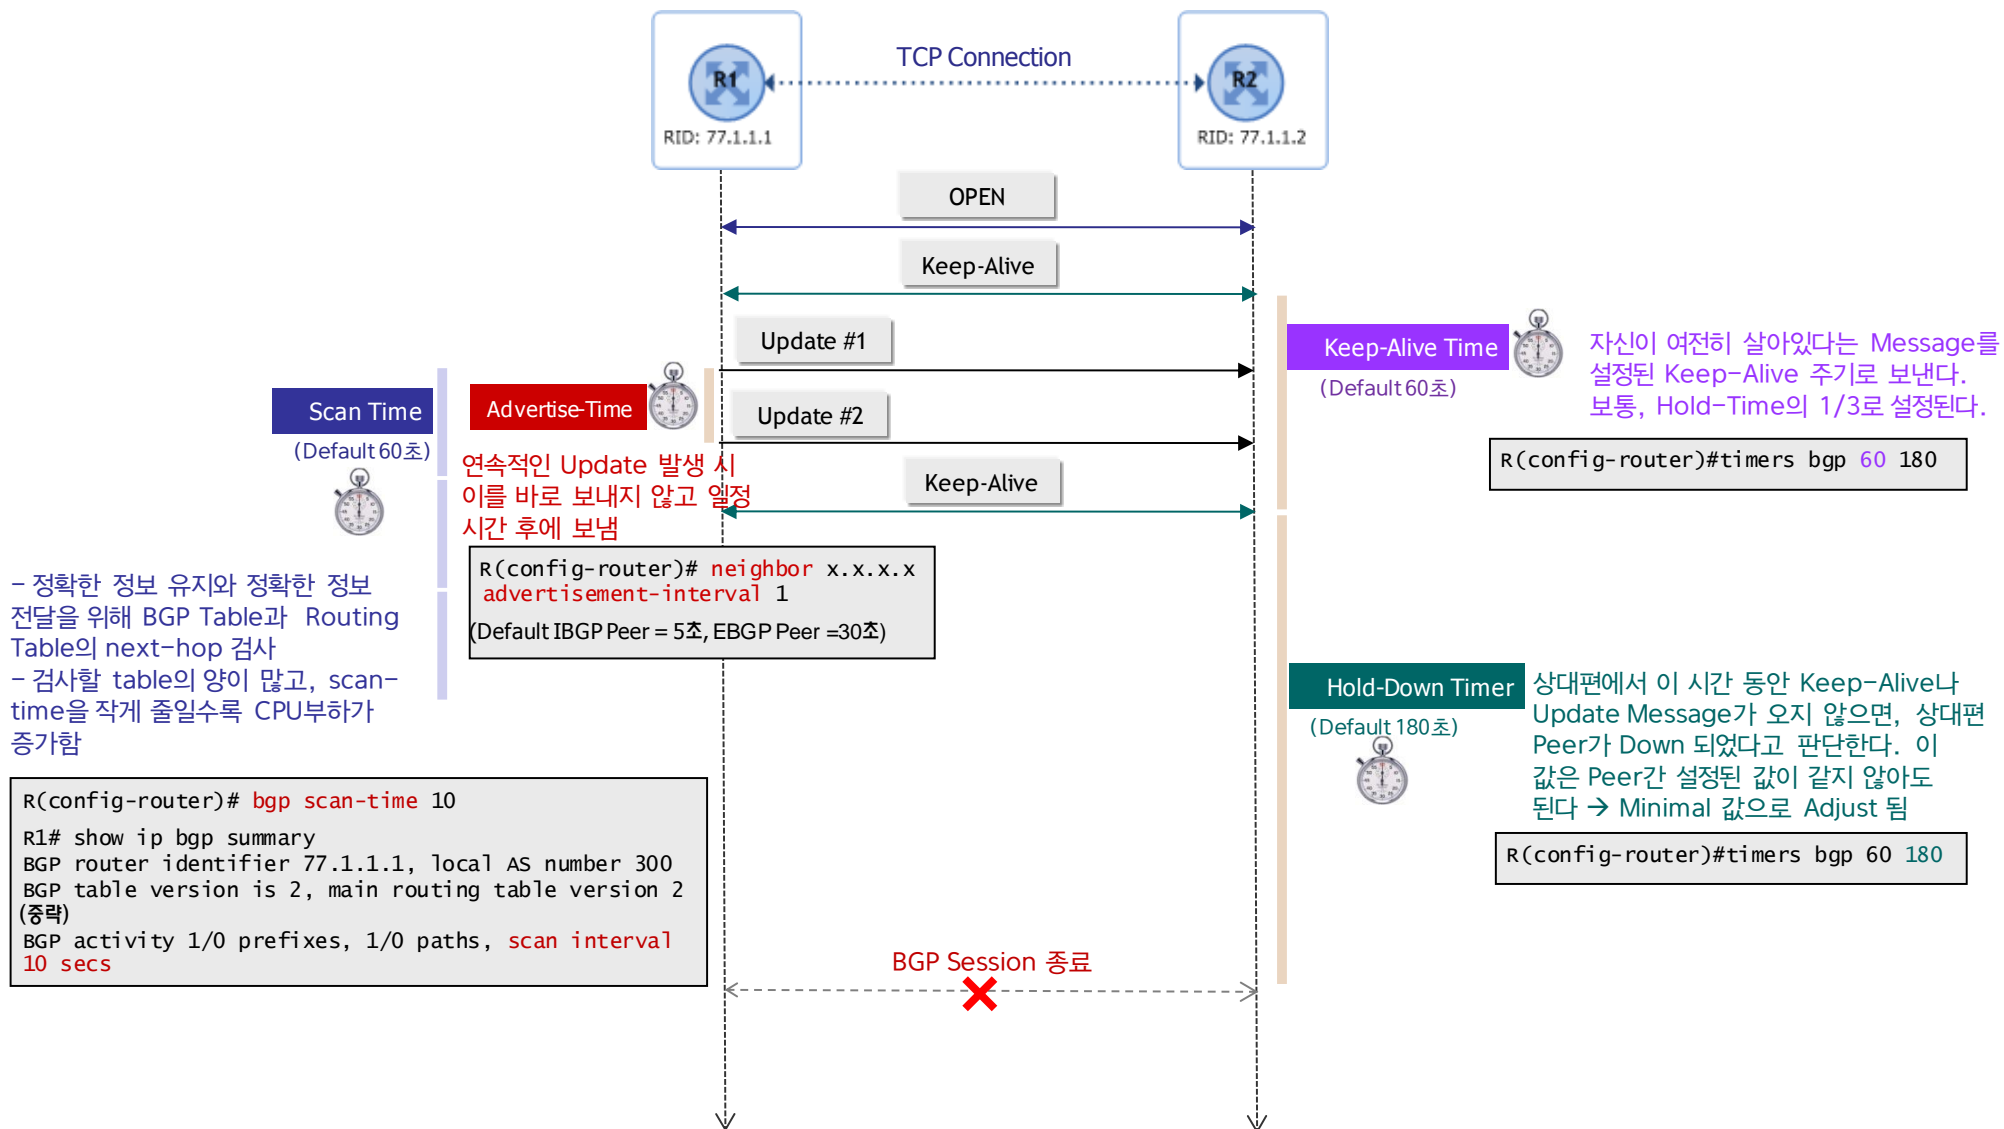 TCP Connection
R1
R2
RID: 77.1.1.1
RID: 77.1.1.2
OPEN
Keep-Alive
Update #1
Update #2
Keep-Alive
Keep-Alive Time
(Default 60초)
자신이 여전히 살아있다는 Message를
설정된 Keep-Alive 주기로 보낸다.
보통, Hold-Time의 1/3로 설정된다.
R(config-router)#timers bgp 60 180
Scan Time
(Default 60초)
Advertise-Time
연속적인 Update 발생 시
이를 바로 보내지 않고 일정
시간 후에 보냄
R(config-router)# neighbor x.x.x.x
advertisement-interval 1
(Default IBGP Peer = 5초, EBGP Peer =30초)
- 정확한 정보 유지와 정확한 정보
전달을 위해 BGP Table과 Routing
Table의 next-hop 검사
- 검사할 table의 양이 많고, scan-
time을 작게 줄일수록 CPU부하가
증가함
R(config-router)# bgp scan-time 10
R1# show ip bgp summary
BGP router identifier 77.1.1.1, local AS number 300
BGP table version is 2, main routing table version 2
(중략)
BGP activity 1/0 prefixes, 1/0 paths, scan interval
10 secs
Hold-Down Timer
(Default 180초)
상대편에서 이 시간 동안 Keep-Alive나
Update Message가 오지 않으면, 상대편
Peer가 Down 되었다고 판단한다. 이
값은 Peer간 설정된 값이 같지 않아도
된다 → Minimal 값으로 Adjust 됨
R(config-router)#timers bgp 60 180
BGP Session 종료